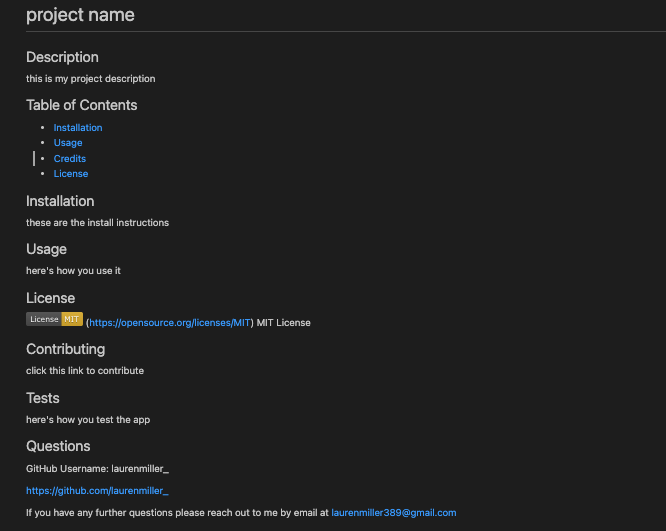 project name
Description
this is my project description
Table of Contents
Installation
Usage
Credits
License
Installation
these are the install instructions
Usage
here's how you use it
License
License MIT (https://opensource.org/licenses/MIT) MIT License
Contributing
click this link to contribute
Tests
here's how you test the app
Questions
GitHub Username: laurenmiller_
https://github.com/laurenmiller_
If you have any further questions please reach out to me by email at laurenmiller389@gmail.com